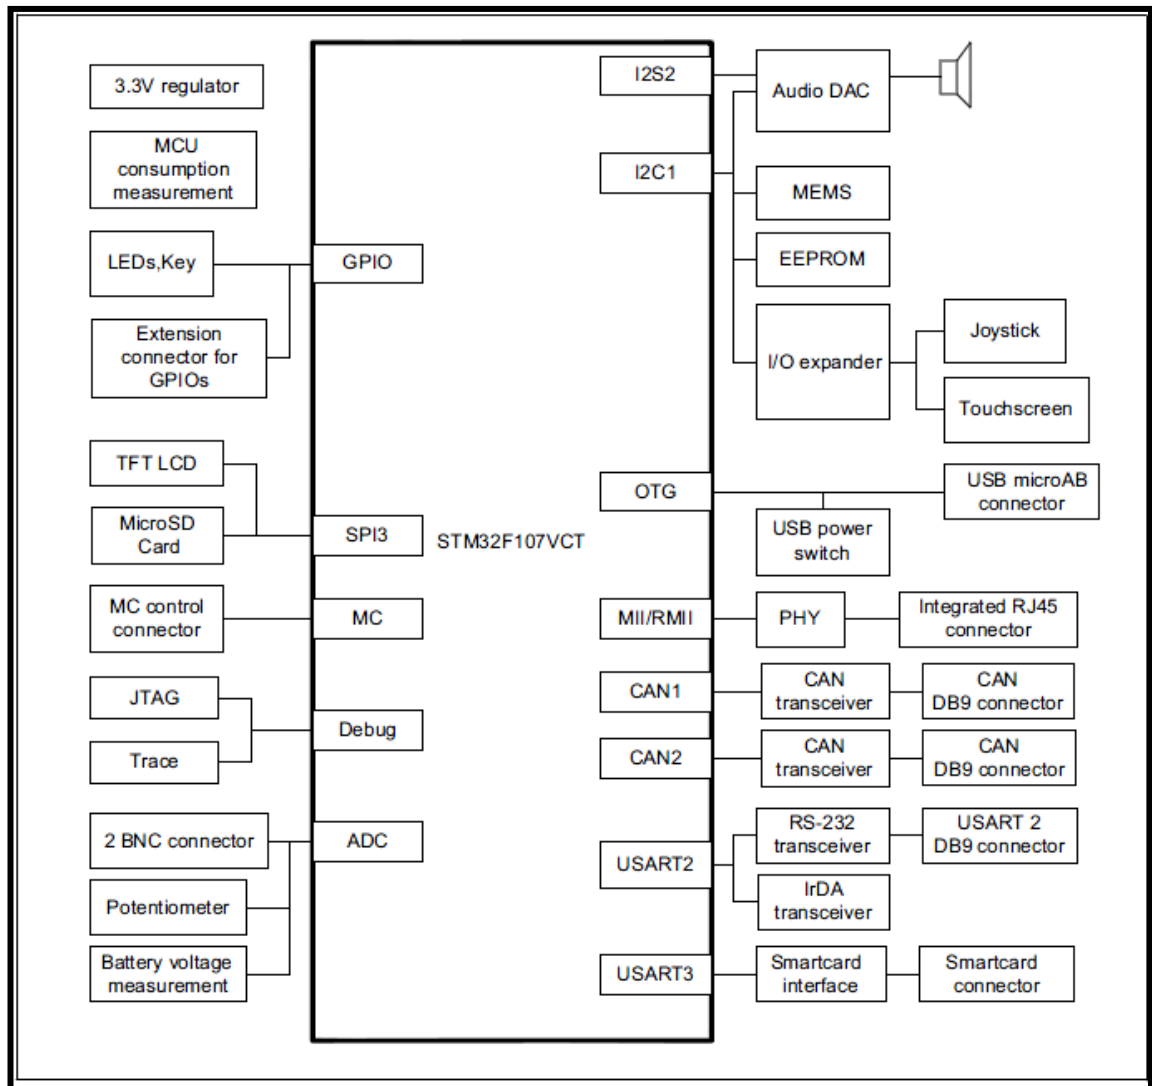 3.3V regulator
MCU
consumption
measurement
LEDs,Key
Extension
connector for
GPIOs
TFT LCD
MicroSD
Card
MC control
connector
JTAG
Trace
2 BNC connector
Potentiometer
Battery voltage
measurement
GPIO
SPI3
MC
Debug
ADC
STM32F107VCT
I2S2
I2C1
OTG
MII/RMII
CAN1
CAN2
USART2
USART3
Audio DAC
MEMS
EEPROM
I/O expander
Joystick
Touchscreen
USB microAB
connector
USB power
switch
PHY
Integrated RJ45
connector
CAN
transceiver
CAN
DB9 connector
CAN
transceiver
CAN
DB9 connector
RS-232
transceiver
USART 2
DB9 connector
IrDA
transceiver
Smartcard
interface
Smartcard
connector